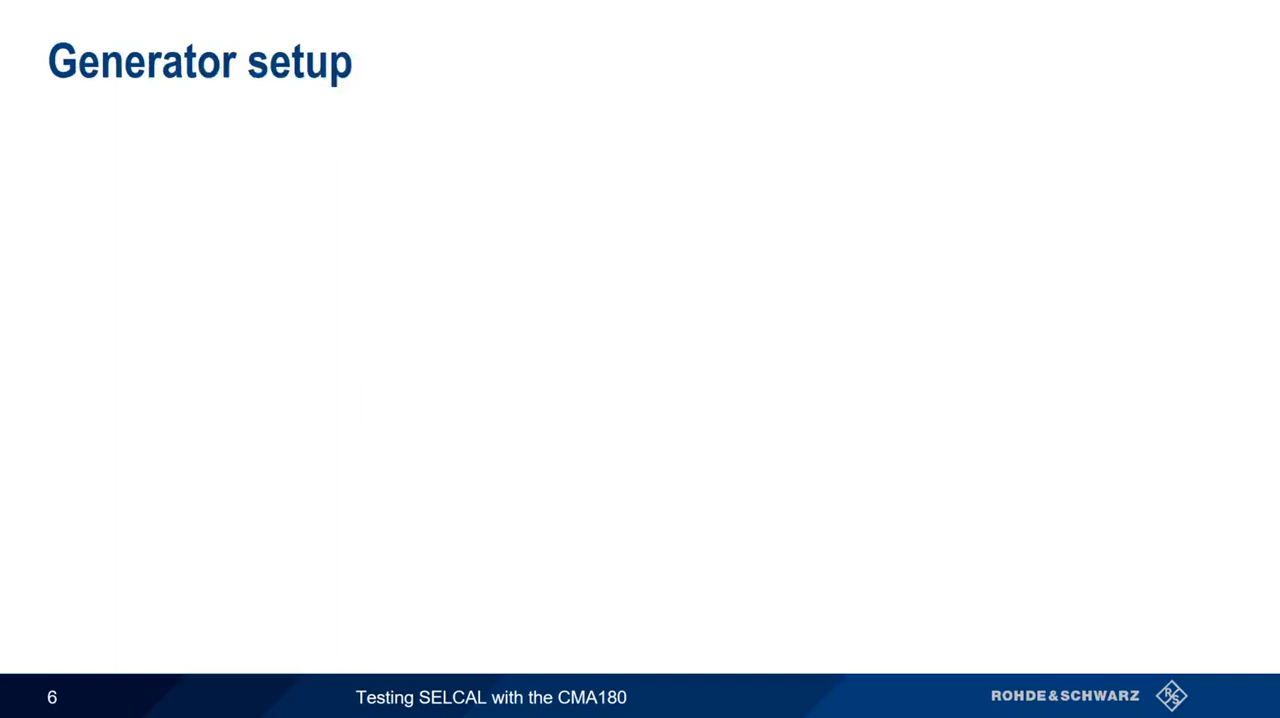 Generator setup
6
Testing SELCAL with the CMA180
ROHDE&SCHWARZ
R S